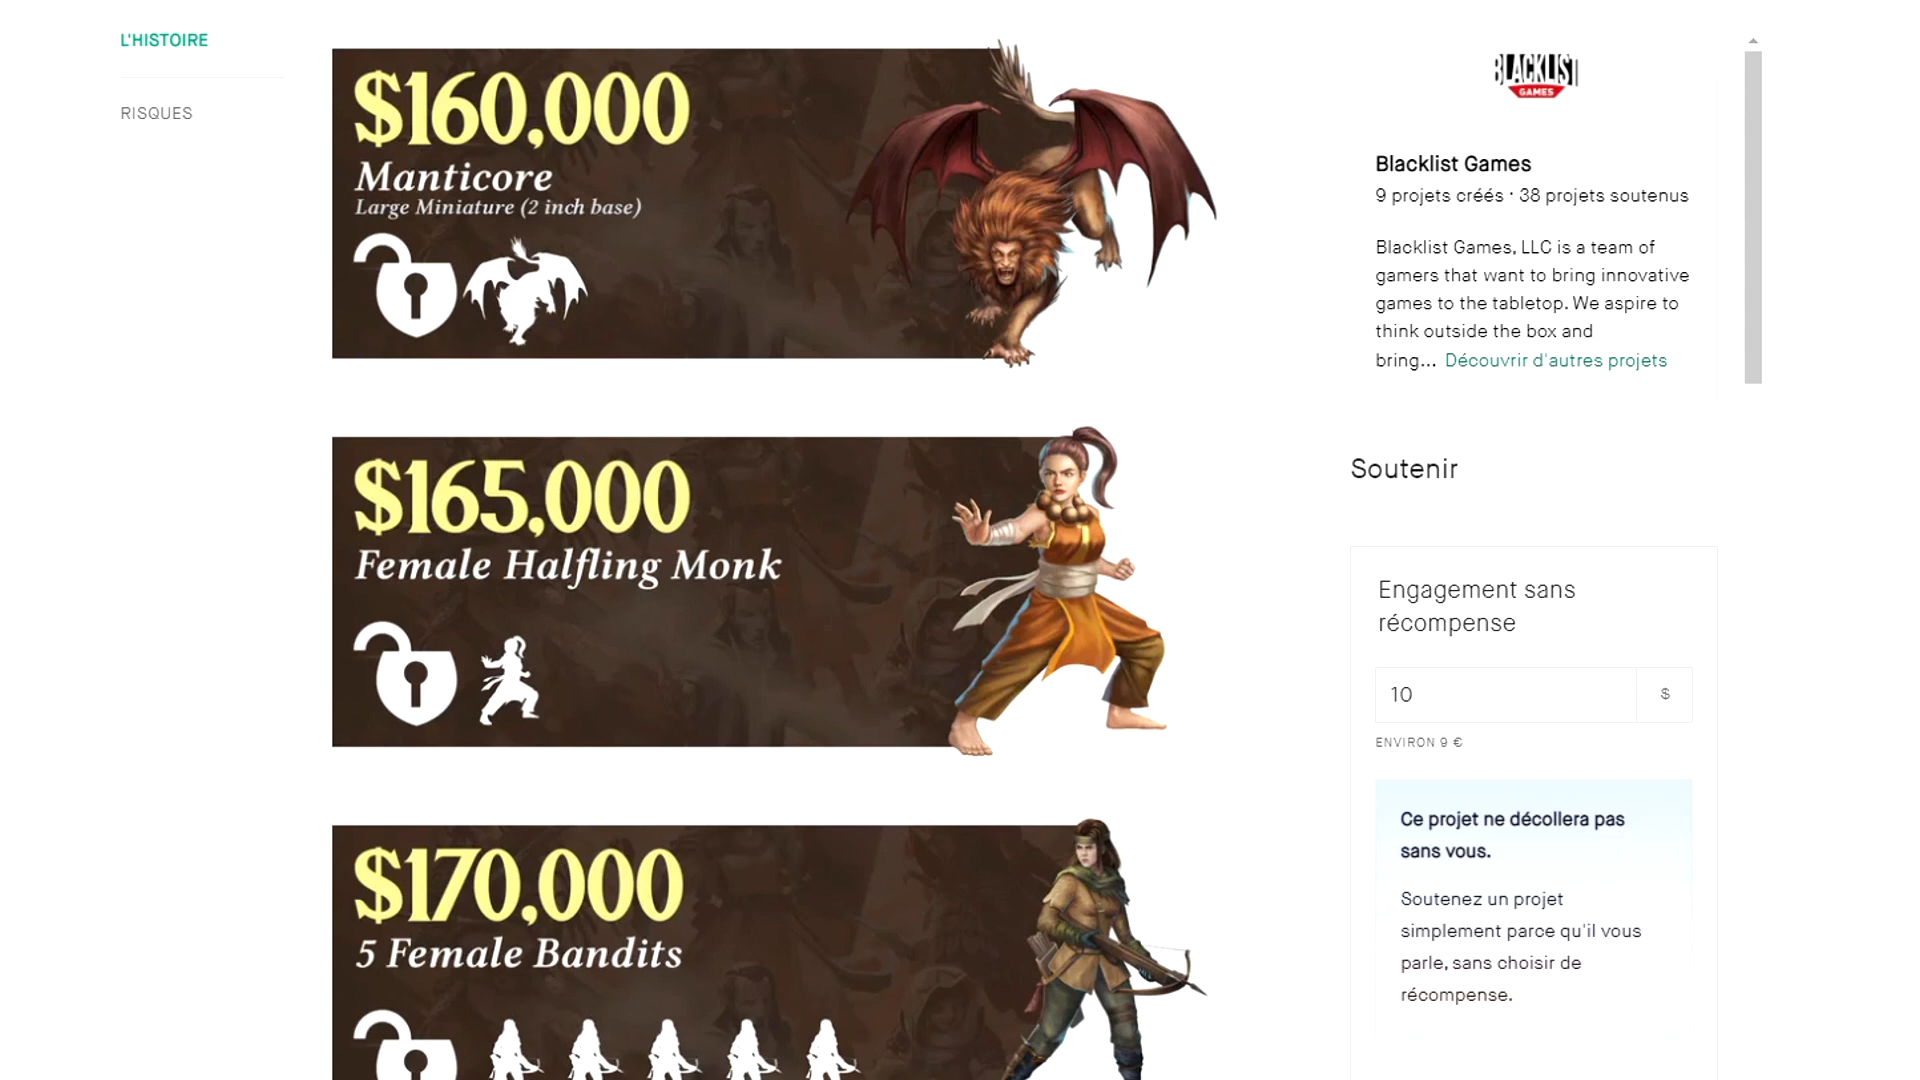 L'HISTOIRE
RISQUES
$160,000
Manticore
Large Miniature (2 inch base)
$165,000
Female Halfling Monk
$170,000
5 Female Bandits
BLACKLIST
GAMES
Blacklist Games
9 projets créés · 38 projets soutenus
Blacklist Games, LLC is a team of
gamers that want to bring innovative
games to the tabletop. We aspire to
think outside the box and
bring... Découvrir d'autres projets
Soutenir
Engagement sans
récompense
10 $
ENVIRON 9 €
Ce projet ne décollera pas
sans vous.
Soutenez un projet
simplement parce qu'il vous
parle, sans choisir de
récompense.